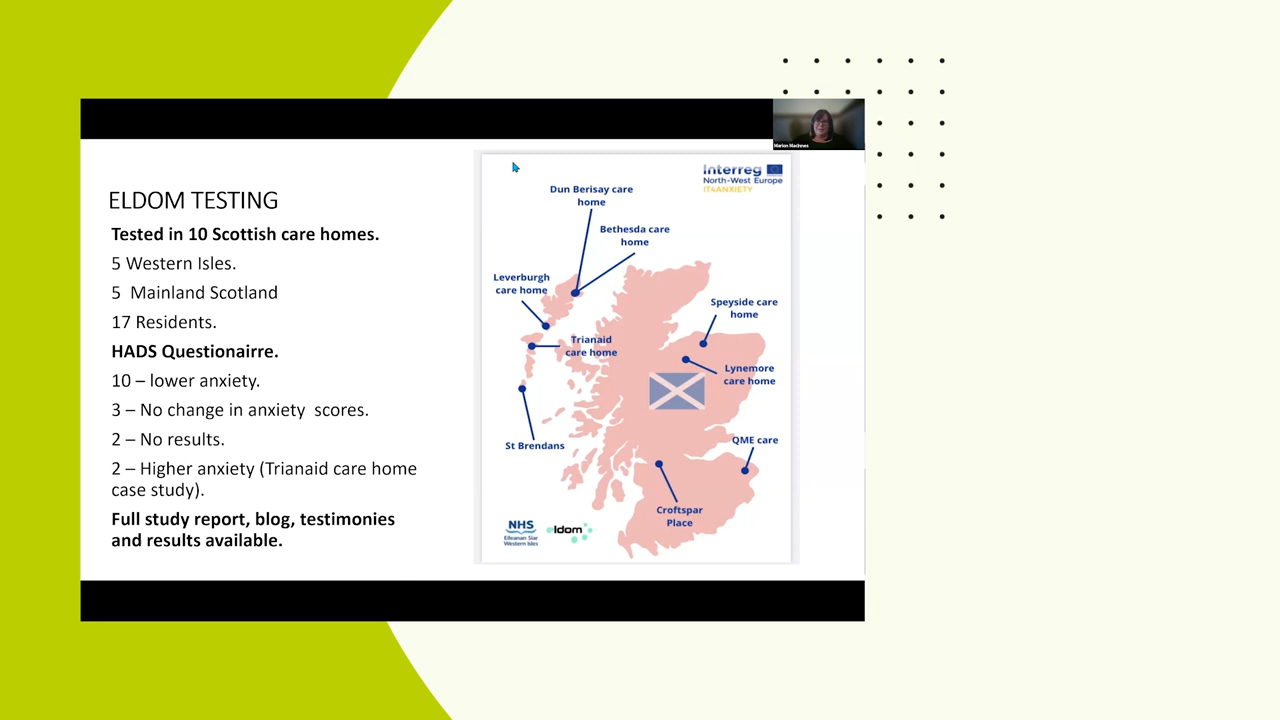 Marion MacInnes
ELDOM TESTING
Tested in 10 Scottish care homes.
5 Western Isles.
5 Mainland Scotland
17 Residents.
HADS Questionairre.
10 – lower anxiety.
3 – No change in anxiety scores.
2 – No results.
2 – Higher anxiety (Trianaid care home
case study).
Full study report, blog, testimonies
and results available.
Interreg
North-West Europe
IT4ANXIETY
Dun Berisay care
home
Bethesda care
home
Leverburgh
care home
Speyside care
home
Trianaid
care home
Lynemore
care home
St Brendans
QME care
Croftspar
Place
NHS
Eileanan Siar
Western Isles
eldom